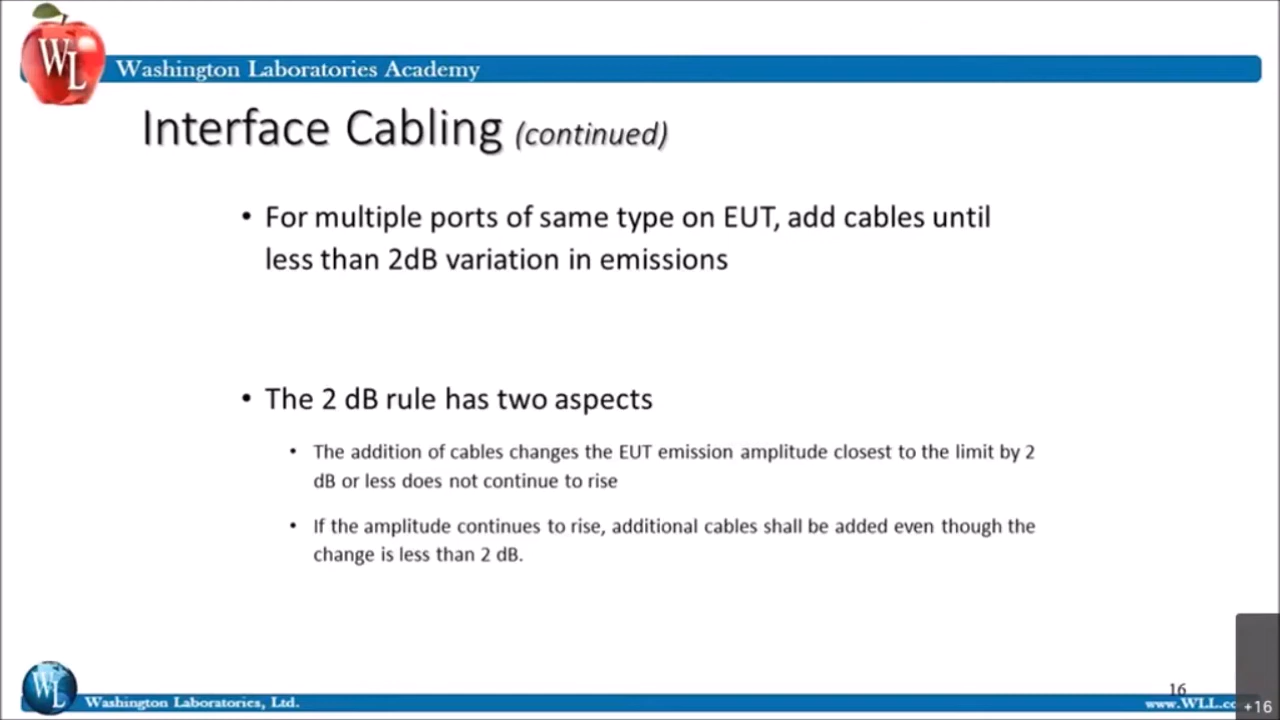 WL
Washington Laboratories Academy
Interface Cabling (continued)
• For multiple ports of same type on EUT, add cables until
less than 2dB variation in emissions
• The 2 dB rule has two aspects
• The addition of cables changes the EUT emission amplitude closest to the limit by 2
dB or less does not continue to rise
• If the amplitude continues to rise, additional cables shall be added even though the
change is less than 2 dB.
16
WL
Washington Laboratories, Ltd.
www.WLL.co
+16